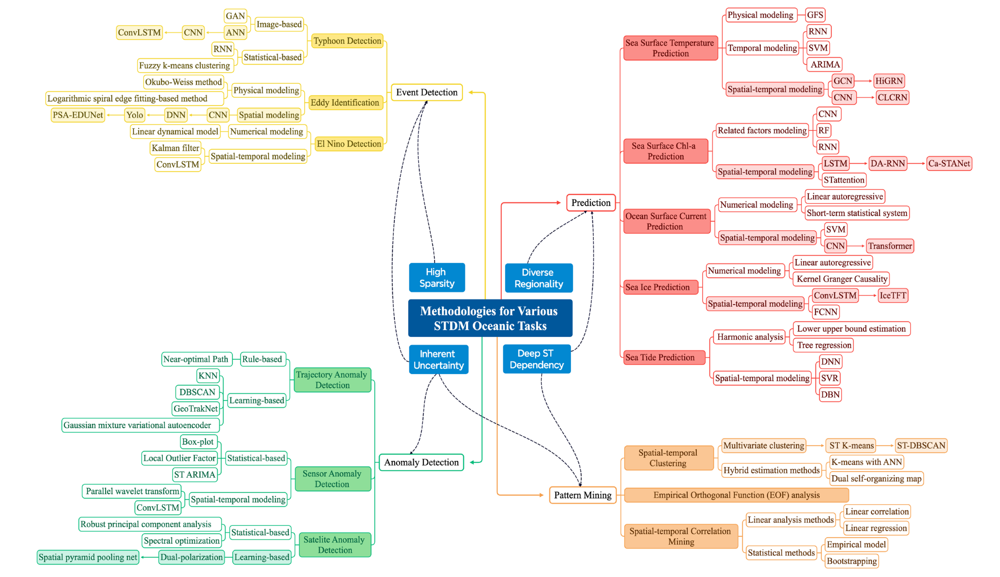 GAN
Image-based
ConvLSTM
CNN
ANN
Typhoon Detection
RNN
Statistical-based
Fuzzy k-means clustering
Okubo-Weiss method
Physical modeling
Logarithmic spiral edge fitting-based method
Eddy Identification
PSA-EDUNet
Yolo
DNN
CNN
Spatial modeling
Linear dynamical model
Numerical modeling
El Nino Detection
Kalman filter
Spatial-temporal modeling
ConvLSTM
Event Detection
Physical modeling
GFS
Sea Surface Temperature
Prediction
Temporal modeling
RNN
SVM
ARIMA
Spatial-temporal modeling
GCN
HiGRN
CNN
CLCRN
Sea Surface Chl-a
Prediction
Related factors modeling
CNN
RF
RNN
Spatial-temporal modeling
LSTM
DA-RNN
Ca-STANet
STattention
Prediction
Ocean Surface Current
Prediction
Numerical modeling
Linear autoregressive
Short-term statistical system
Spatial-temporal modeling
SVM
CNN
Transformer
Sea Ice Prediction
Numerical modeling
Linear autoregressive
Kernel Granger Causality
Spatial-temporal modeling
ConvLSTM
IceTFT
FCNN
Sea Tide Prediction
Harmonic analysis
Lower upper bound estimation
Tree regression
Spatial-temporal modeling
DNN
SVR
DBN
High
Sparsity
Diverse
Regionality
Methodologies for Various
STDM Oceanic Tasks
Inherent
Uncertainty
Deep ST
Dependency
Near-optimal Path
Rule-based
Trajectory Anomaly
Detection
KNN
DBSCAN
Learning-based
GeoTrakNet
Gaussian mixture variational autoencoder
Box-plot
Local Outlier Factor
Statistical-based
ST ARIMA
Sensor Anomaly
Detection
Parallel wavelet transform
Spatial-temporal modeling
ConvLSTM
Robust principal component analysis
Statistical-based
Spectral optimization
Satelite Anomaly
Detection
Spatial pyramid pooling net
Dual-polarization
Learning-based
Anomaly Detection
Pattern Mining
Spatial-temporal
Clustering
Multivariate clustering
ST K-means
ST-DBSCAN
Hybrid estimation methods
K-means with ANN
Dual self-organizing map
Empirical Orthogonal Function (EOF) analysis
Spatial-temporal Correlation
Mining
Linear analysis methods
Linear correlation
Linear regression
Statistical methods
Empirical model
Bootstrapping